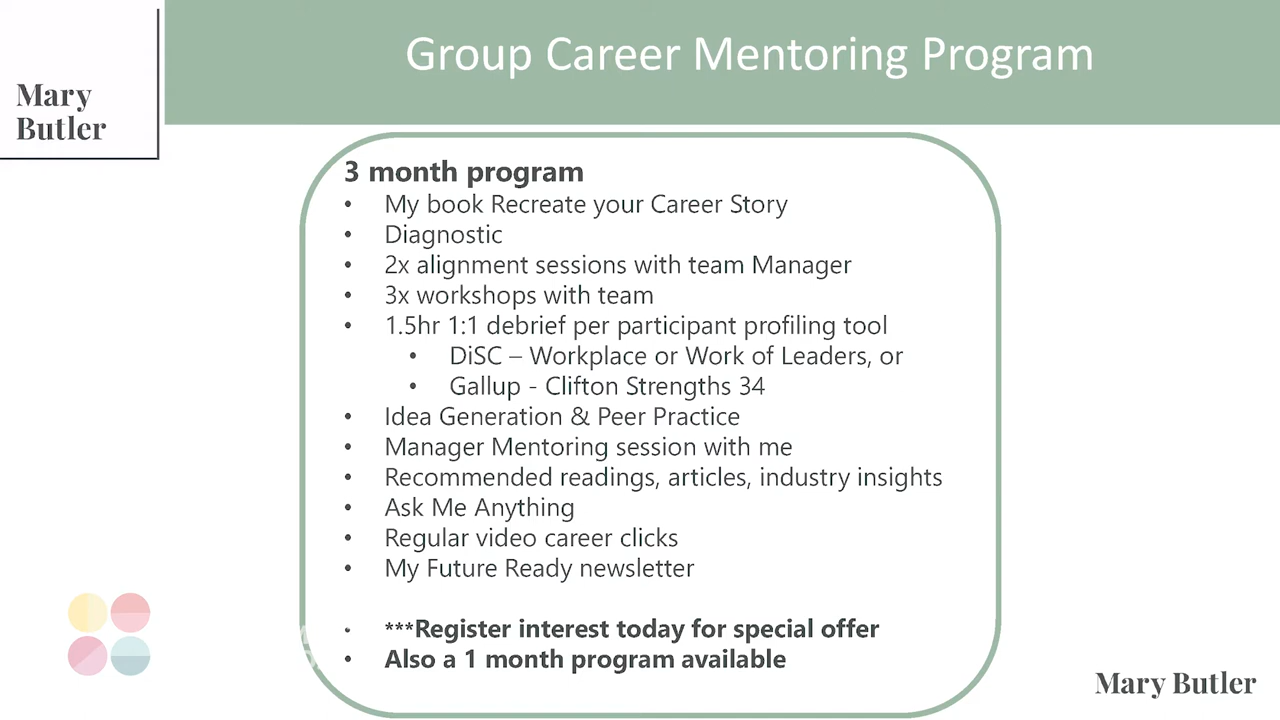 Mary
Butler
Group Career Mentoring Program
3 month program
• My book Recreate your Career Story
• Diagnostic
• 2x alignment sessions with team Manager
• 3x workshops with team
• 1.5hr 1:1 debrief per participant profiling tool
• DiSC – Workplace or Work of Leaders, or
• Gallup - Clifton Strengths 34
• Idea Generation & Peer Practice
• Manager Mentoring session with me
• Recommended readings, articles, industry insights
• Ask Me Anything
• Regular video career clicks
• My Future Ready newsletter
• ***Register interest today for special offer
• Also a 1 month program available
Mary Butler